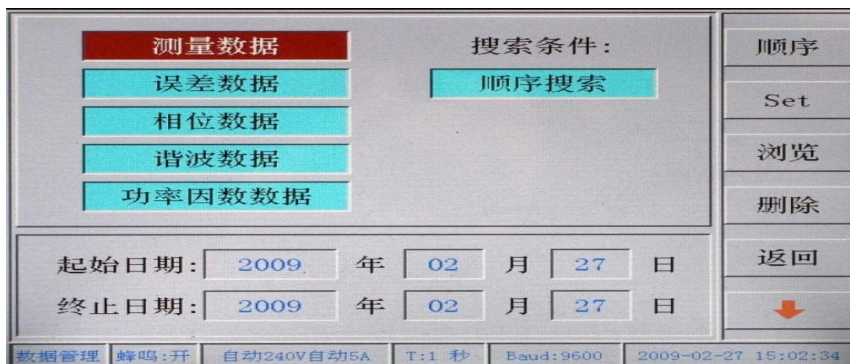 测量数据
搜索条件:
误差数据
顺序搜索
相位数据
谐波数据
功率因数数据
起始日期: 2009 年 02 月 27 日
终止日期: 2009 年 02 月 27 日
顺序
Set
浏览
删除
返回
数据管理 蜂鸣:开 自动240V自动5A T:1 秒 Baud:9600 2009-02-27 15:02:34